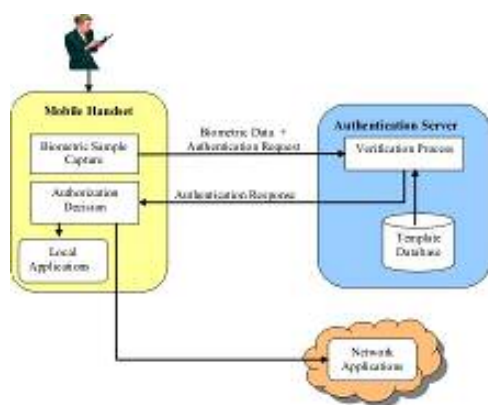 Mobile Handset
Biometric Sample
Capture
Authorization
Decision
Local
Applications
Biometric Data +
Authentication Request
Authentication Response
Authentication Server
Verification Process
Template
Database
Network
Applications